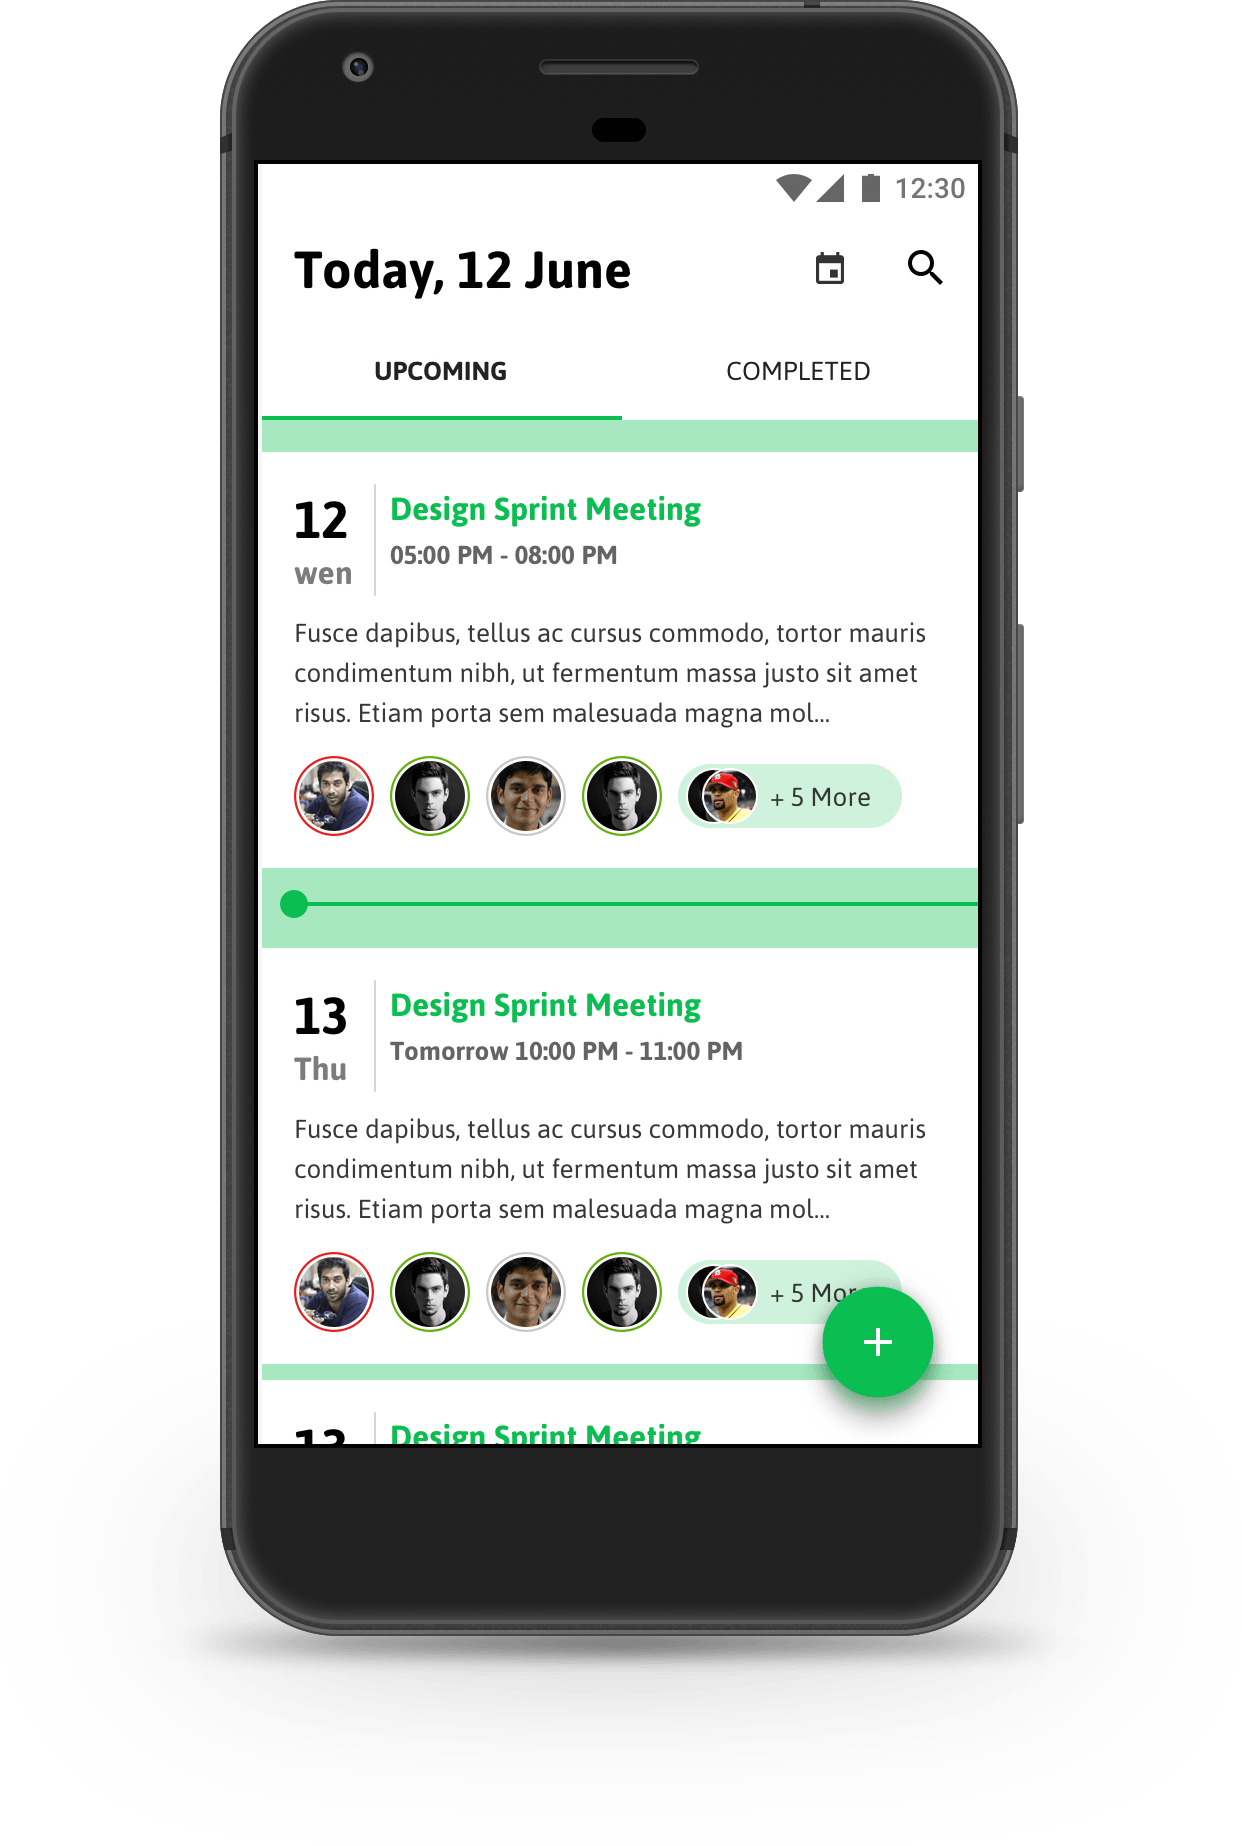 12:30
Today, 12 June
UPCOMING
COMPLETED
12
Design Sprint Meeting
05:00 PM - 08:00 PM
wen
Fusce dapibus, tellus ac cursus commodo, tortor mauris
condimentum nibh, ut fermentum massa justo sit amet
risus. Etiam porta sem malesuada magna mol...
+ 5 More
13
Design Sprint Meeting
Tomorrow 10:00 PM - 11:00 PM
Thu
Fusce dapibus, tellus ac cursus commodo, tortor mauris
condimentum nibh, ut fermentum massa justo sit amet
risus. Etiam porta sem malesuada magna mol...
+ 5 More
13
Design Sprint Meeting